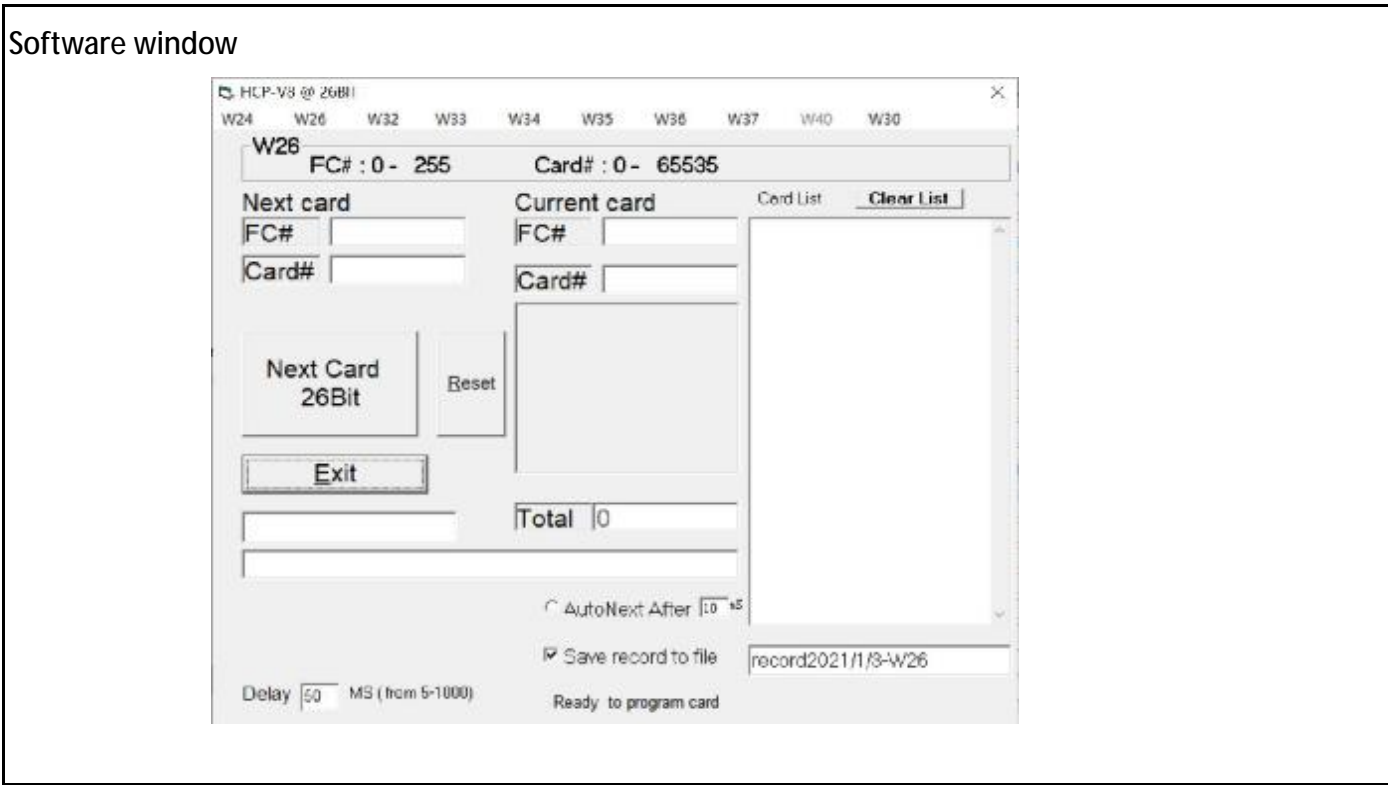 Software window
HCP-V8 @ 26BIT
W24 W26 W32 W33 W34 W35 W36 W37 W40 W30
W26
FC# : 0 - 255 Card# : 0 - 65535
Next card Current card Card List Clear List
FC# FC#
Card# Card#
Next Card
26Bit
Reset
Exit
Total 0
AutoNext After 10 *S
Save record to file record2021/1/3-W26
Delay 50 MS ( from 5-1000) Ready to program card